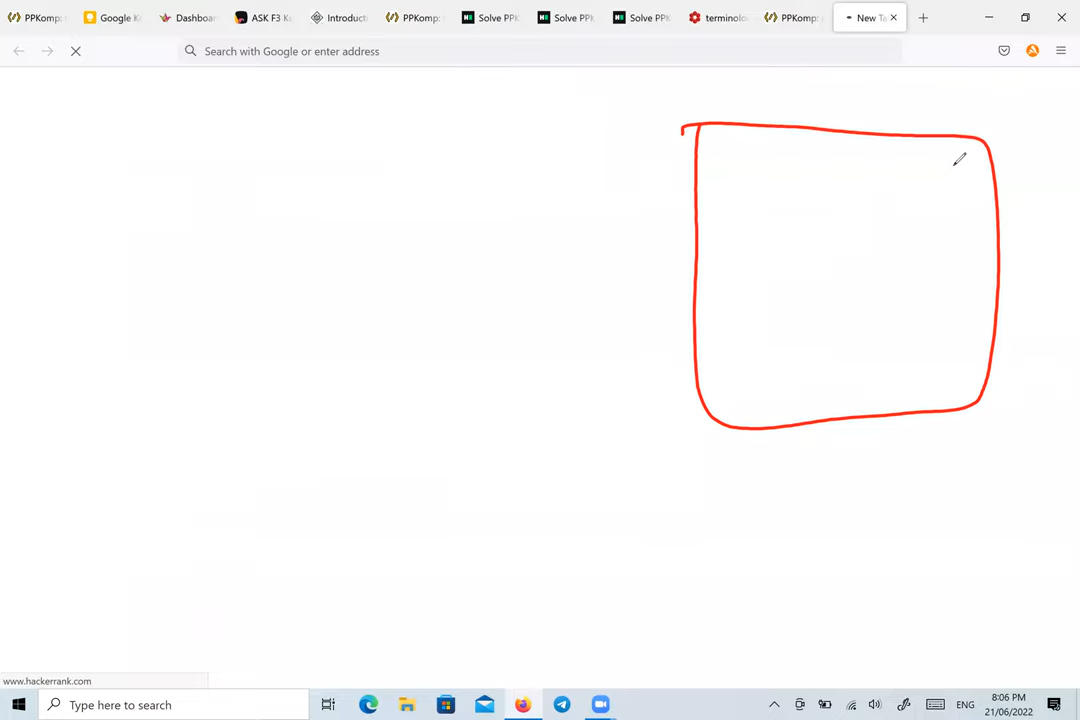 PPKomp:
Google K
Dashboar
ASK F3 K
Introduct
PPKomp:
Solve PPK
Solve PPK
Solve PPK
terminolo
PPKomp:
New Ta
Search with Google or enter address
www.hackerrank.com
Type here to search
ENG
8:06 PM
21/06/2022